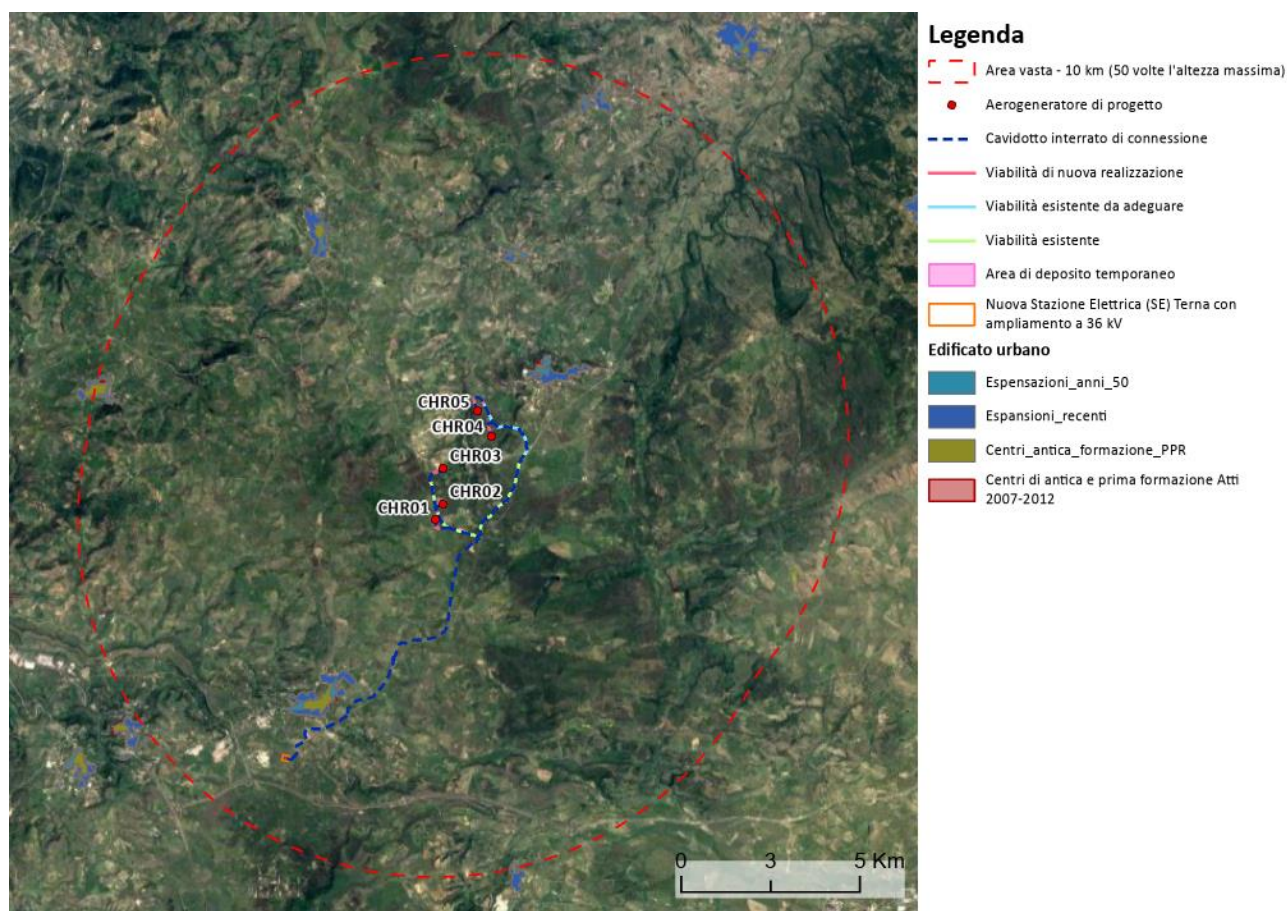 CHR05
CHR04
CHR03
CHR02
CHR01
0 3 5 Km
Legenda
Area vasta - 10 km (50 volte l'altezza massima)
Aerogeneratore di progetto
Cavidotto interrato di connessione
Viabilità di nuova realizzazione
Viabilità esistente da adeguare
Viabilità esistente
Area di deposito temporaneo
Nuova Stazione Elettrica (SE) Terna con
ampliamento a 36 kV
Edificato urbano
Espensazioni_anni_50
Espansioni_recenti
Centri_antica_formazione_PPR
Centri di antica e prima formazione Atti
2007-2012